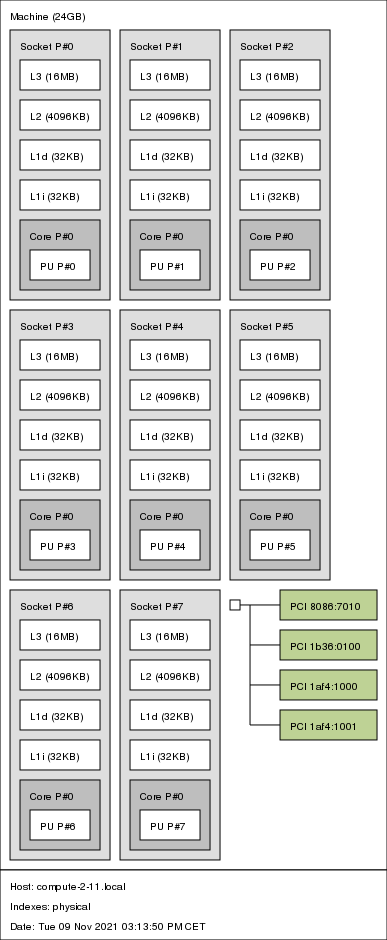 Machine (24GB)
Socket P#0
L3 (16MB)
L2 (4096KB)
L1d (32KB)
L1i (32KB)
Core P#0
PU P#0
Socket P#1
L3 (16MB)
L2 (4096KB)
L1d (32KB)
L1i (32KB)
Core P#0
PU P#1
Socket P#2
L3 (16MB)
L2 (4096KB)
L1d (32KB)
L1i (32KB)
Core P#0
PU P#2
Socket P#3
L3 (16MB)
L2 (4096KB)
L1d (32KB)
L1i (32KB)
Core P#0
PU P#3
Socket P#4
L3 (16MB)
L2 (4096KB)
L1d (32KB)
L1i (32KB)
Core P#0
PU P#4
Socket P#5
L3 (16MB)
L2 (4096KB)
L1d (32KB)
L1i (32KB)
Core P#0
PU P#5
Socket P#6
L3 (16MB)
L2 (4096KB)
L1d (32KB)
L1i (32KB)
Core P#0
PU P#6
Socket P#7
L3 (16MB)
L2 (4096KB)
L1d (32KB)
L1i (32KB)
Core P#0
PU P#7
PCI 8086:7010
PCI 1b36:0100
PCI 1af4:1000
PCI 1af4:1001
Host: compute-2-11.local
Indexes: physical
Date: Tue 09 Nov 2021 03:13:50 PM CET